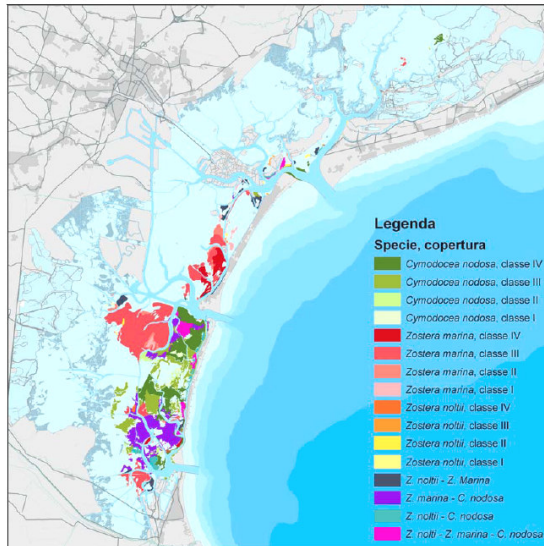 Legenda
Specie, copertura
Cymodocea nodosa, classe IV
Cymodocea nodosa, classe III
Cymodocea nodosa, classe II
Cymodocea nodosa, classe I
Zostera marina, classe IV
Zostera marina, classe III
Zostera marina, classe II
Zostera marina, classe I
Zostera noltii, classe IV
Zostera noltii, classe III
Zostera noltii, classe II
Zostera noltii, classe I
Z. noltii - Z. Marina
Z. marina - C. nodosa
Z. noltii - C. nodosa
Z. nolti - Z. marina - C. nodosa